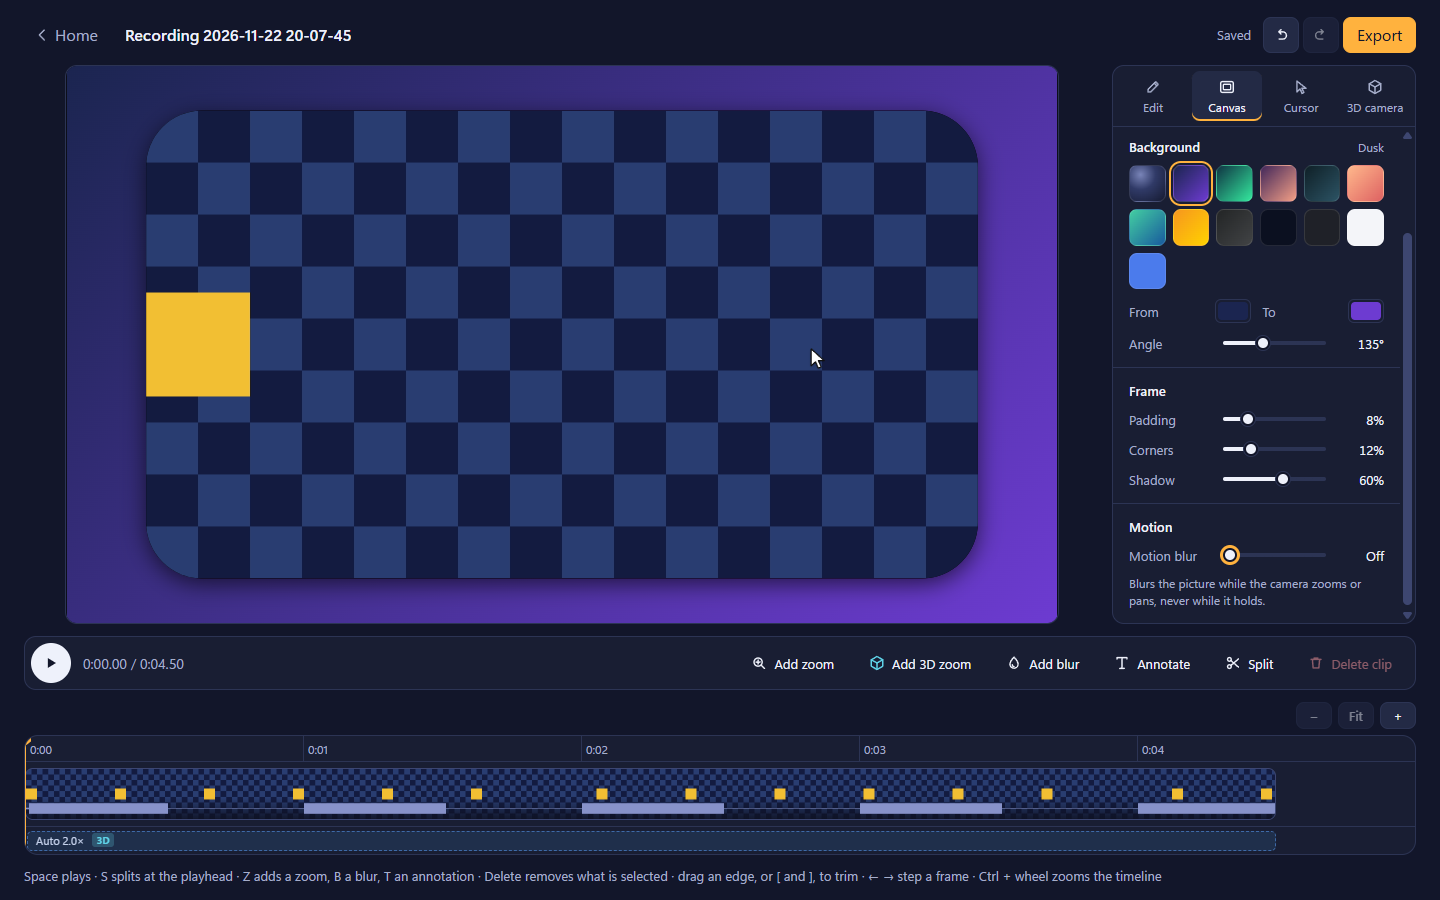 Home
Recording 2026-11-22 20-07-45
Saved
Export
Edit
Canvas
Cursor
3D camera
Background
Dusk
From
To
Angle
135°
Frame
Padding
8%
Corners
12%
Shadow
60%
Motion
Motion blur
Off
Blurs the picture while the camera zooms or
pans, never while it holds.
0:00.00 / 0:04.50
Add zoom
Add 3D zoom
Add blur
Annotate
Split
Delete clip
–
Fit
+
0:00
0:01
0:02
0:03
0:04
Auto 2.0×
3D
Space plays · S splits at the playhead · Z adds a zoom, B a blur, T an annotation · Delete removes what is selected · drag an edge, or [ and ], to trim · ← → step a frame · Ctrl + wheel zooms the timeline